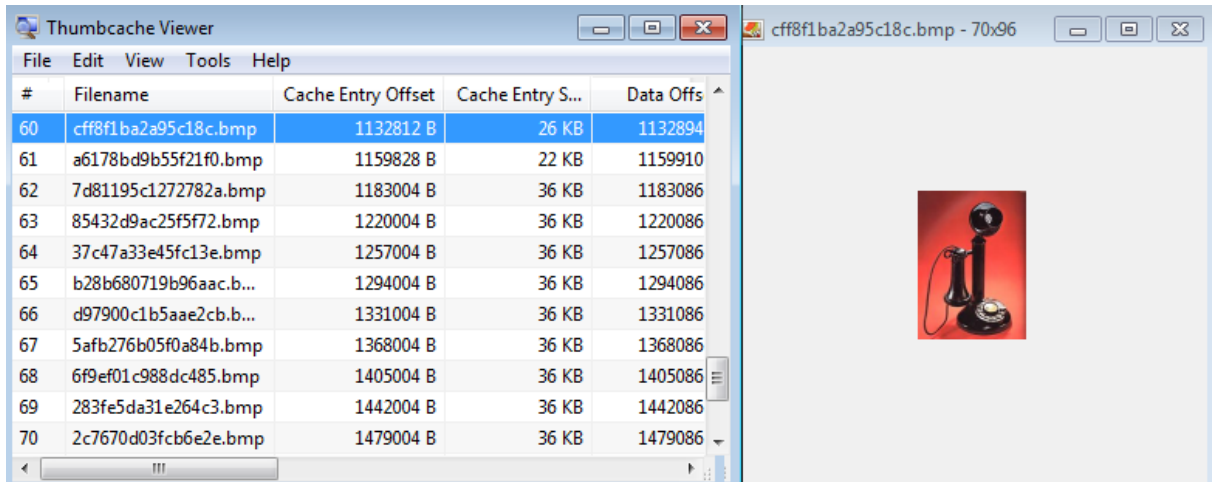 Thumbcache Viewer
File Edit View Tools Help
# Filename Cache Entry Offset Cache Entry S... Data Offs
60 cff8f1ba2a95c18c.bmp 1132812 B 26 KB 1132894
61 a6178bd9b55f21f0.bmp 1159828 B 22 KB 1159910
62 7d81195c1272782a.bmp 1183004 B 36 KB 1183086
63 85432d9ac25f5f72.bmp 1220004 B 36 KB 1220086
64 37c47a33e45fc13e.bmp 1257004 B 36 KB 1257086
65 b28b680719b96aac.b... 1294004 B 36 KB 1294086
66 d97900c1b5aae2cb.b... 1331004 B 36 KB 1331086
67 5afb276b05f0a84b.bmp 1368004 B 36 KB 1368086
68 6f9ef01c988dc485.bmp 1405004 B 36 KB 1405086
69 283fe5da31e264c3.bmp 1442004 B 36 KB 1442086
70 2c7670d03fcb6e2e.bmp 1479004 B 36 KB 1479086
cff8f1ba2a95c18c.bmp - 70x96